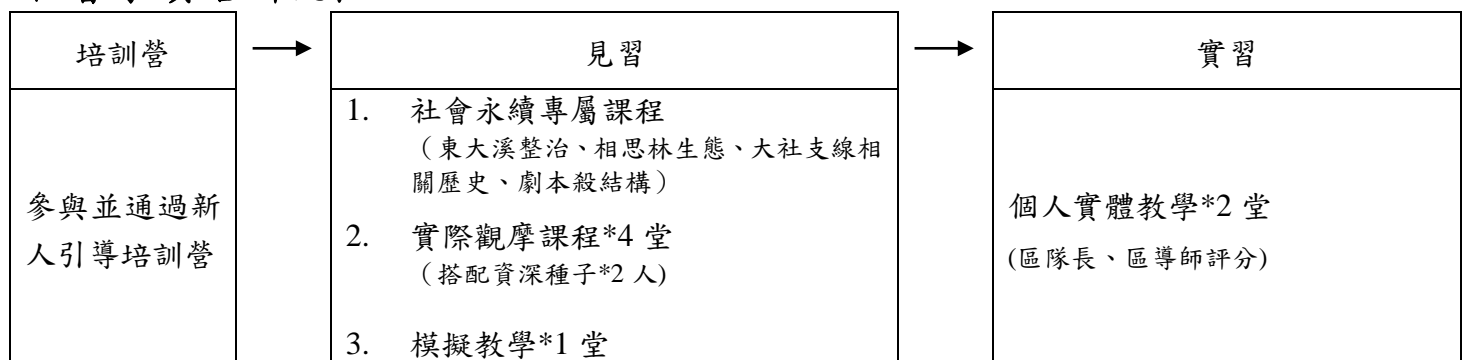 培訓營
見習
實習
參與並通過新
人引導培訓營
1. 社會永續專屬課程
（東大溪整治、相思林生態、大社支線相
關歷史、劇本殺結構）
2. 實際觀摩課程*4 堂
（搭配資深種子*2 人)
3. 模擬教學*1 堂
個人實體教學*2 堂
(區隊長、區導師評分)